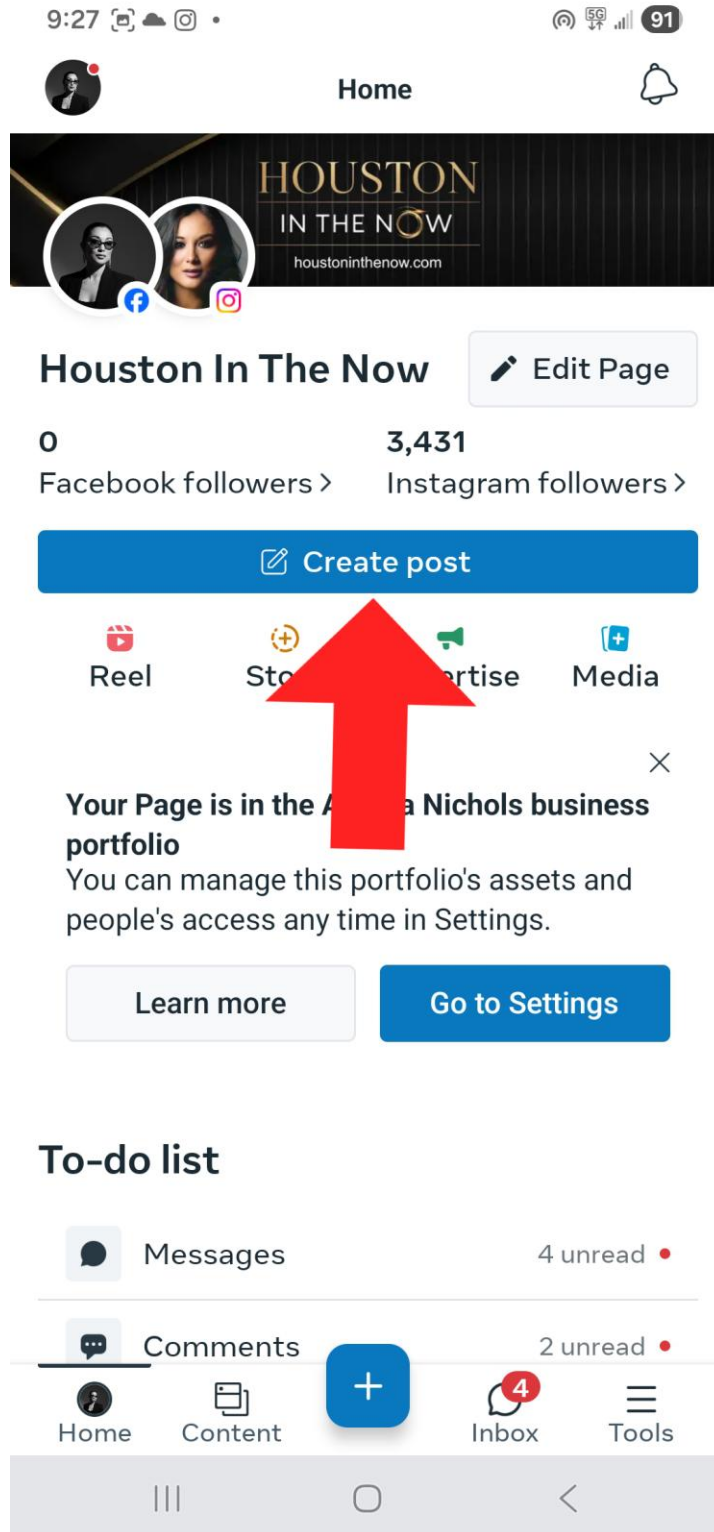 9:27
5G
91
Home
HOUSTON
IN THE NOW
houstoninthenow.com
Houston In The Now
Edit Page
0
3,431
Facebook followers >
Instagram followers >
Create post
Reel
Media
Your Page is in the
Nichols business
portfolio
You can manage this portfolio's assets and
people's access any time in Settings.
Learn more
Go to Settings
To-do list
Messages
4 unread
Comments
2 unread
4
Home
Content
Inbox
Tools